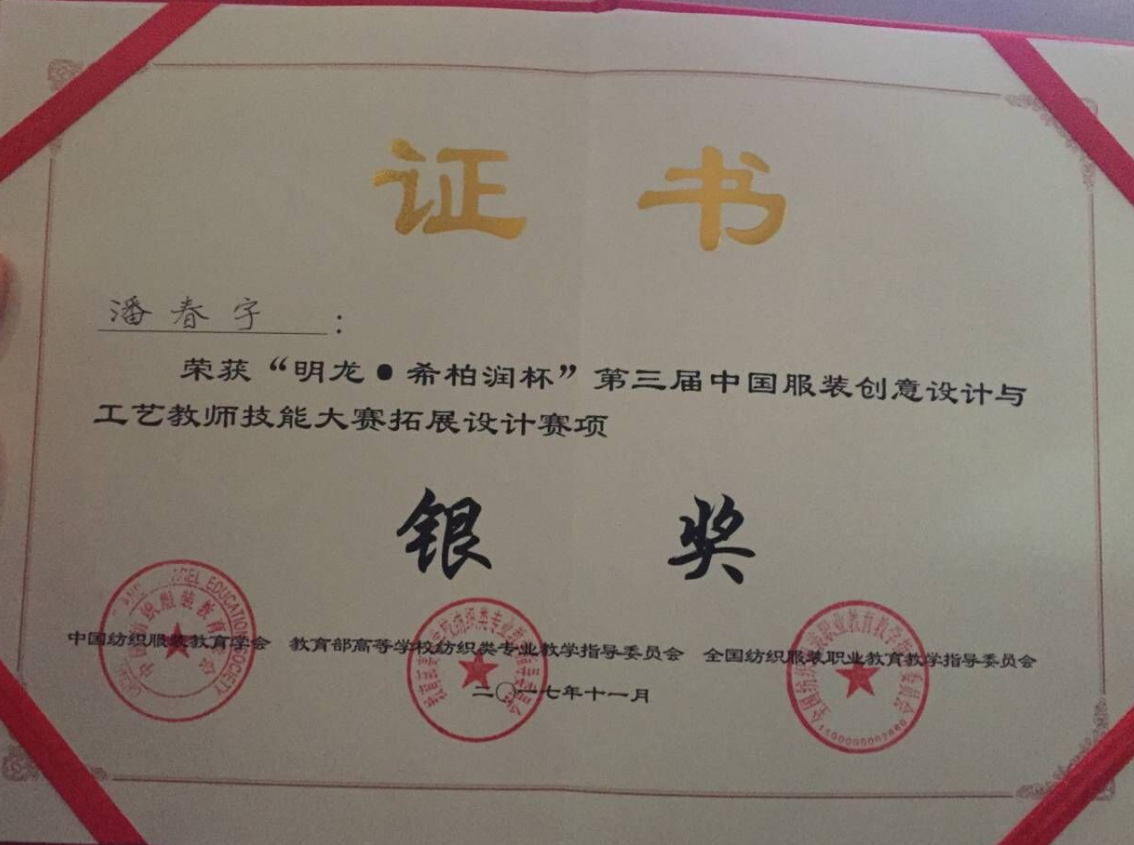 证书
潘春宇：
荣获“明龙●希柏润杯”第三届中国服装创意设计与
工艺教师技能大赛拓展设计赛项
银奖
中国纺织服装教育学会 教育部高等学校纺织类专业教学指导委员会 全国纺织服装职业教育教学指导委员会
二〇一七年十一月